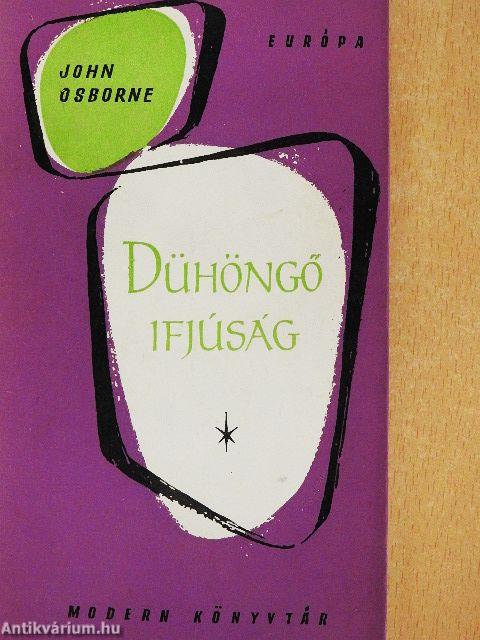 EURÓPA
JOHN
OSBORNE
DÜHÖNGŐ
IFJÚSÁG
MODERN KÖNYVTÁR
Antikvárium.hu